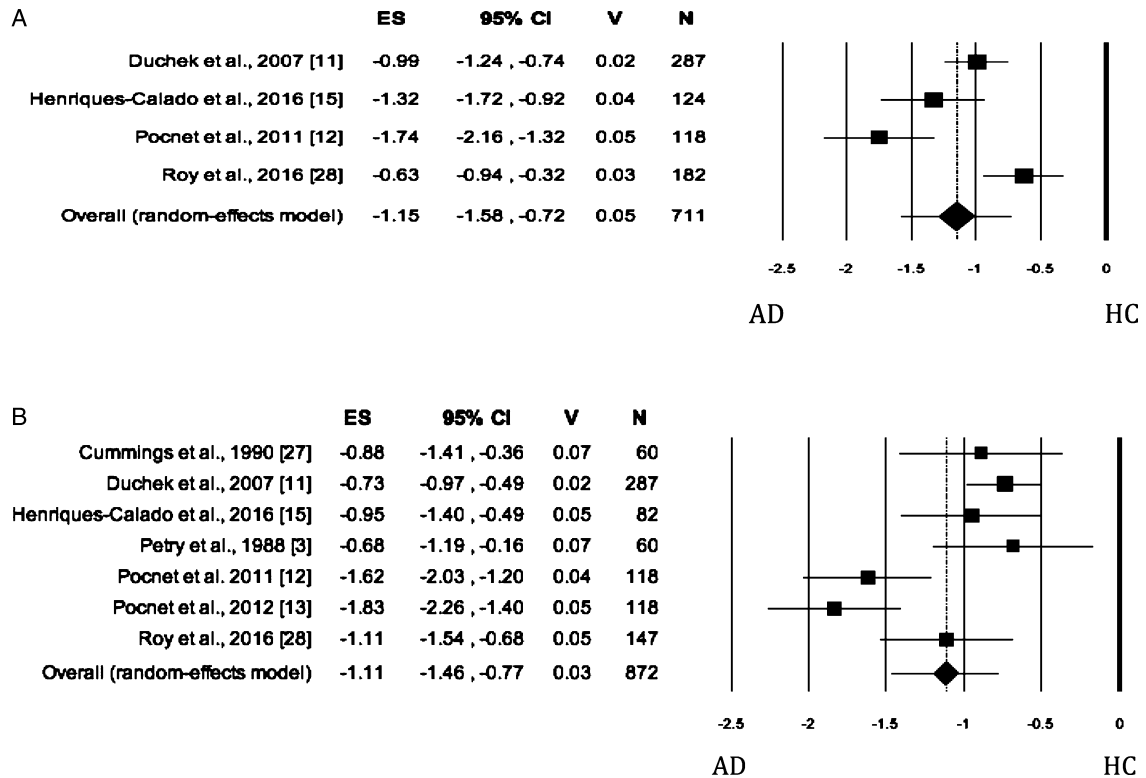 A
ES 95% CI V N
Duchek et al., 2007 [11] -0.99 -1.24 , -0.74 0.02 287
Henriques-Calado et al., 2016 [15] -1.32 -1.72 , -0.92 0.04 124
Pocnet et al., 2011 [12] -1.74 -2.16 , -1.32 0.05 118
Roy et al., 2016 [28] -0.63 -0.94 , -0.32 0.03 182
Overall (random-effects model) -1.15 -1.58 , -0.72 0.05 711
-2.5 -2 -1.5 -1 -0.5 0
AD HC
B
ES 95% CI V N
Cummings et al., 1990 [27] -0.88 -1.41 , -0.36 0.07 60
Duchek et al., 2007 [11] -0.73 -0.97 , -0.49 0.02 287
Henriques-Calado et al., 2016 [15] -0.95 -1.40 , -0.49 0.05 82
Petry et al., 1988 [3] -0.68 -1.19 , -0.16 0.07 60
Pocnet et al. 2011 [12] -1.62 -2.03 , -1.20 0.04 118
Pocnet et al., 2012 [13] -1.83 -2.26 , -1.40 0.05 118
Roy et al., 2016 [28] -1.11 -1.54 , -0.68 0.05 147
Overall (random-effects model) -1.11 -1.46 , -0.77 0.03 872
-2.5 -2 -1.5 -1 -0.5 0
AD HC